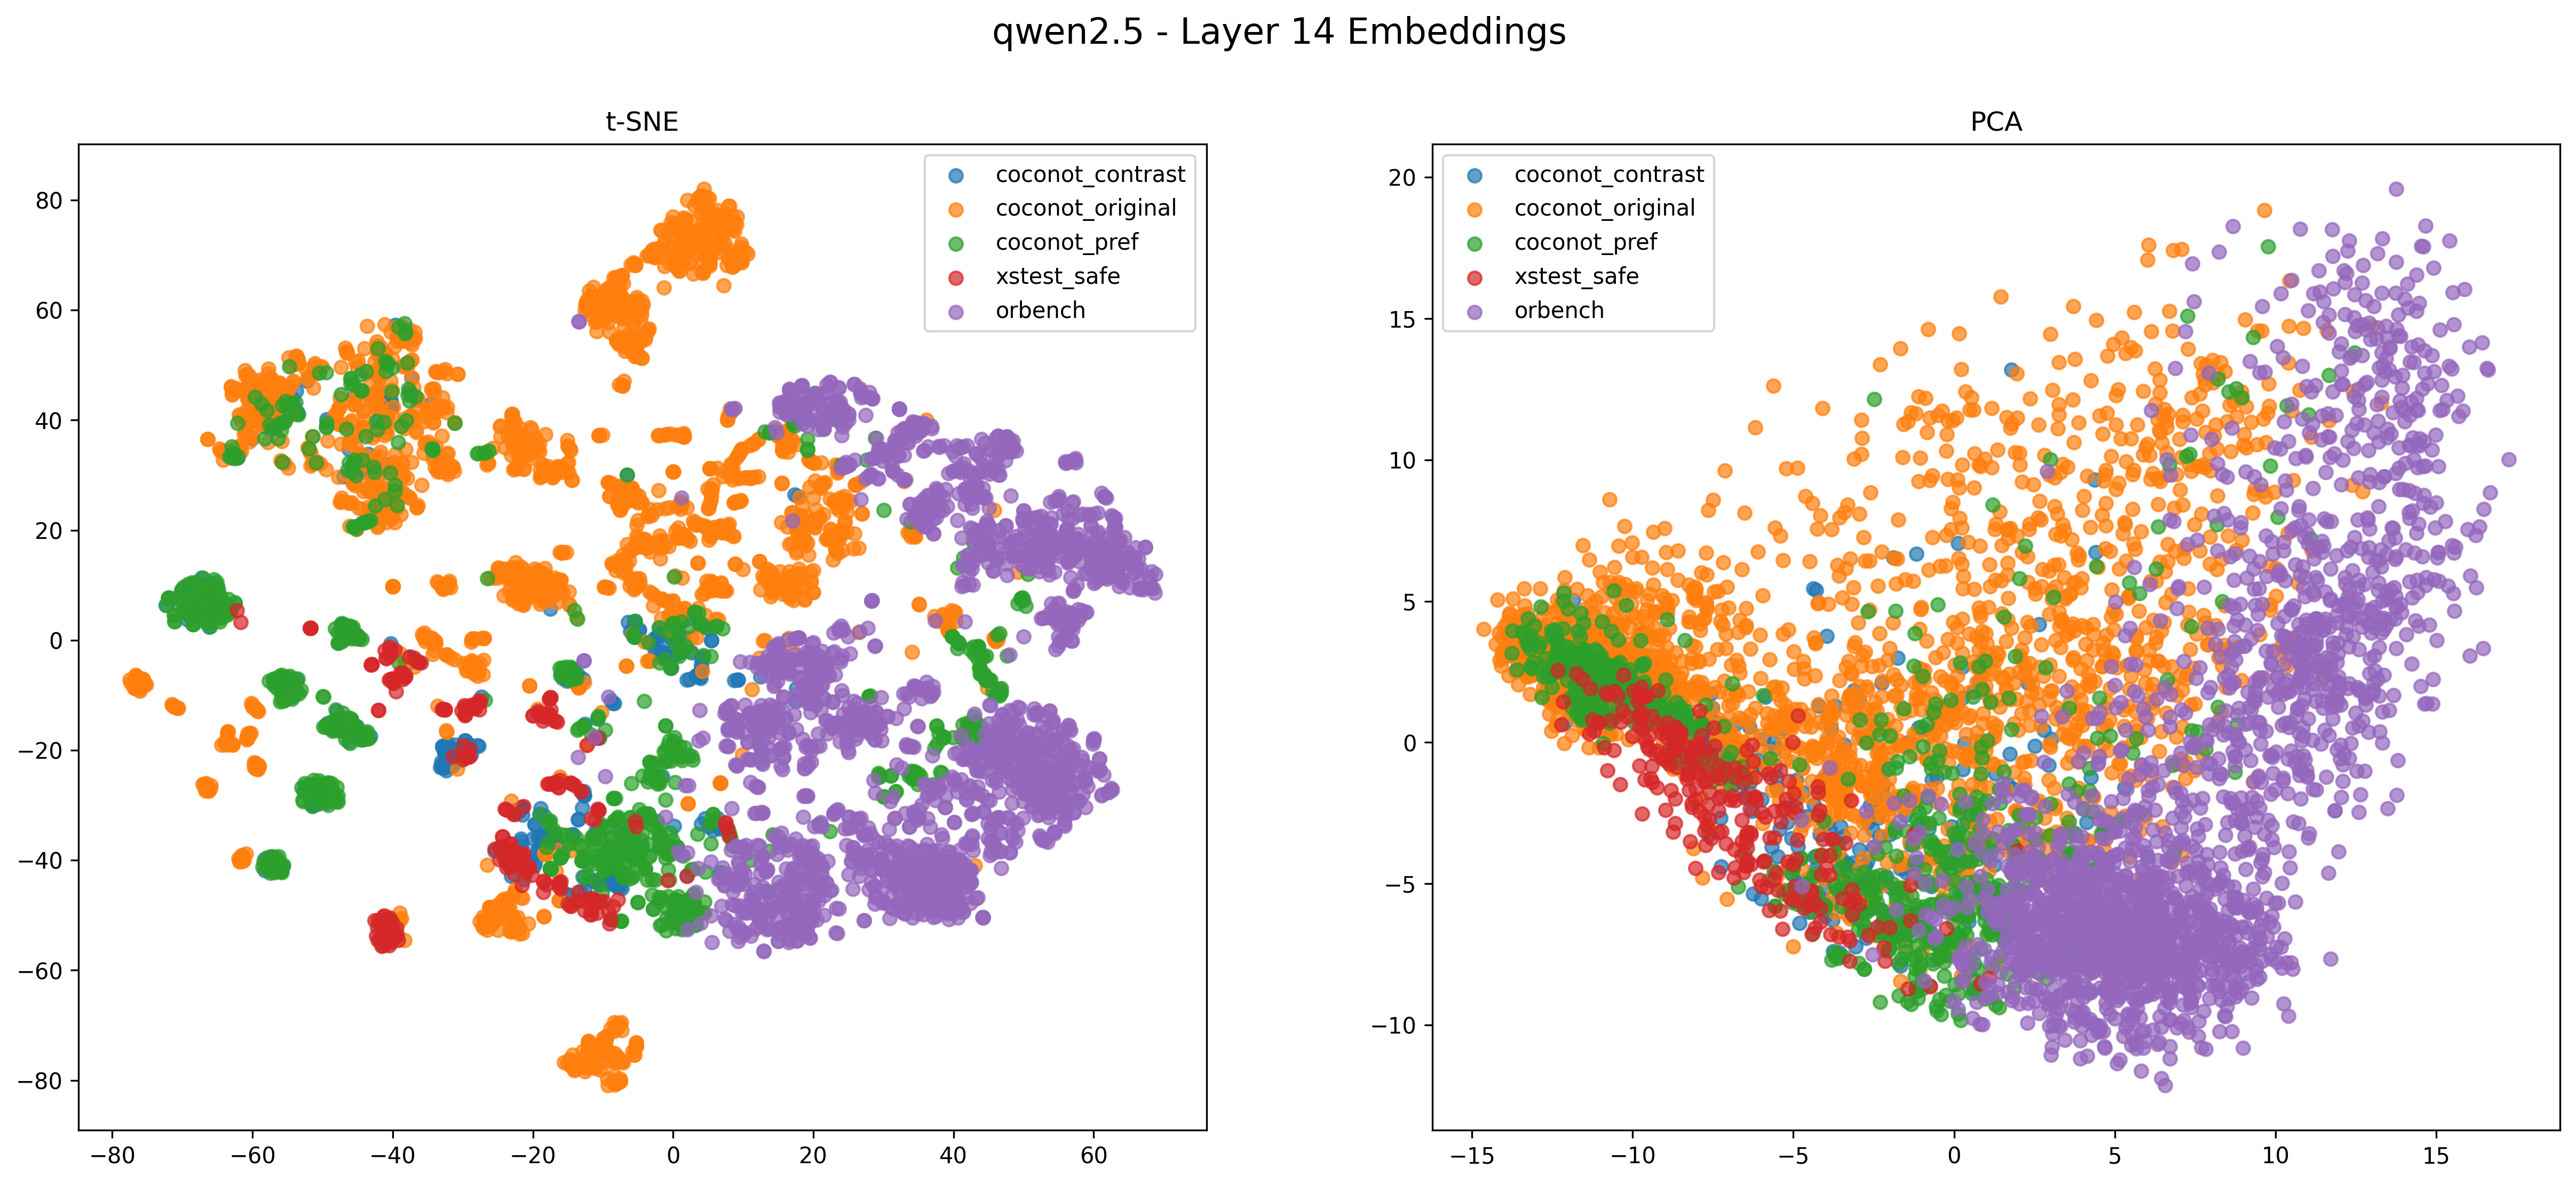 qwen2.5 - Layer 14 Embeddings
t-SNE
coconot_contrast
coconot_original
coconot_pref
xstest_safe
orbench
80
60
40
20
0
−20
−40
−60
−80
−80 −60 −40 −20 0 20 40 60
PCA
coconot_contrast
coconot_original
coconot_pref
xstest_safe
orbench
20
15
10
5
0
−5
−10
−15 −10 −5 0 5 10 15